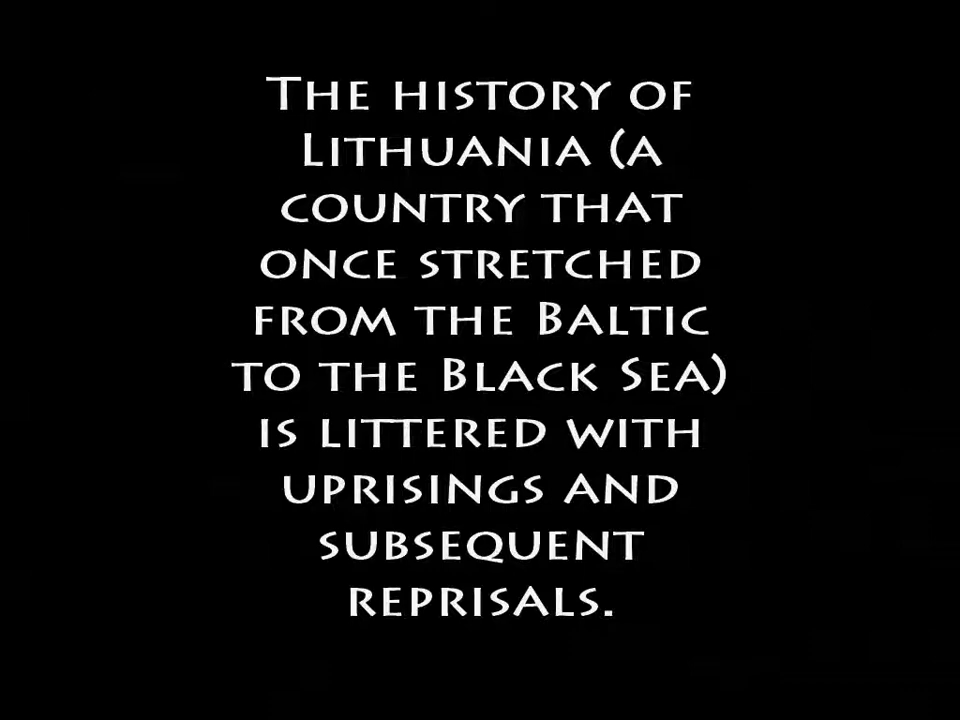 The history of
Lithuania (a
country that
once stretched
from the Baltic
to the Black Sea)
is littered with
uprisings and
subsequent
reprisals.